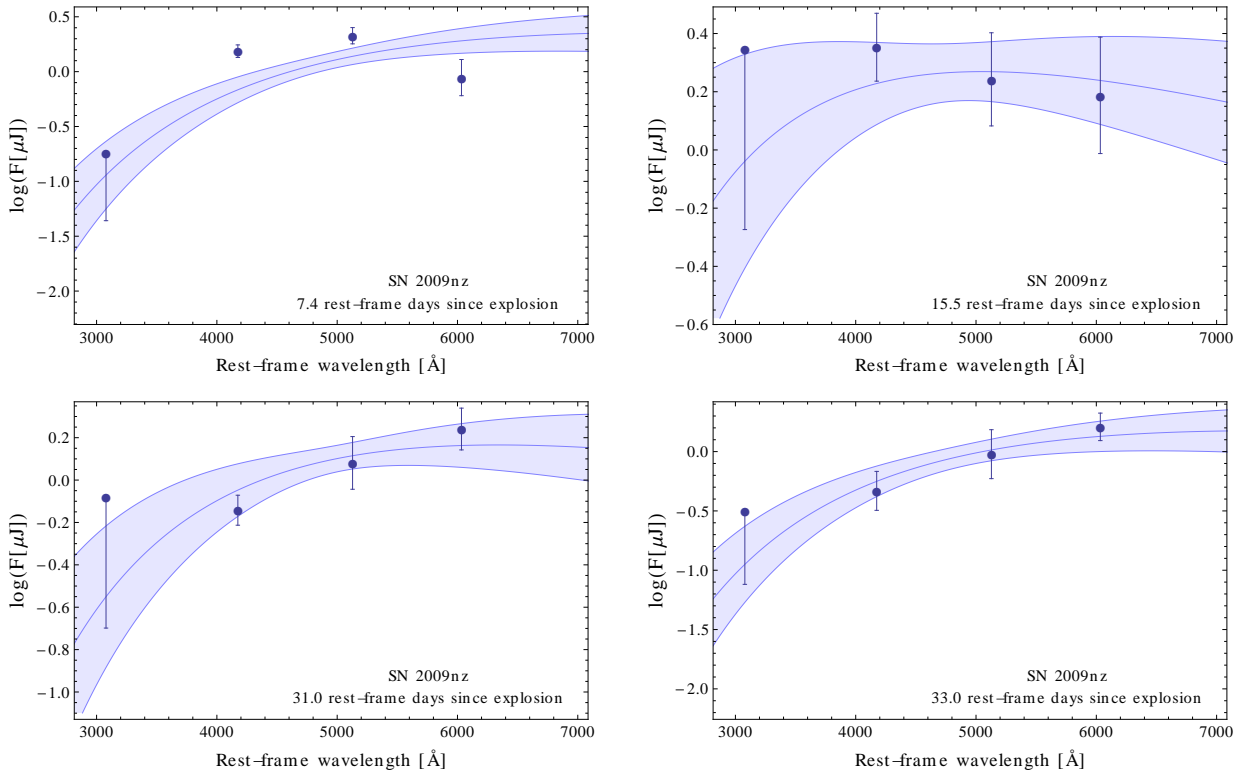 0.5
0.0
−0.5
−1.0
−1.5
−2.0
log(F[μJ])
SN 2009nz
7.4 rest−frame days since explosion
3000 4000 5000 6000 7000
Rest−frame wavelength [Å]
0.4
0.2
0.0
−0.2
−0.4
−0.6
log(F[μJ])
SN 2009nz
15.5 rest−frame days since explosion
3000 4000 5000 6000 7000
Rest−frame wavelength [Å]
0.2
0.0
−0.2
−0.4
−0.6
−0.8
−1.0
log(F[μJ])
SN 2009nz
31.0 rest−frame days since explosion
3000 4000 5000 6000 7000
Rest−frame wavelength [Å]
0.0
−0.5
−1.0
−1.5
−2.0
log(F[μJ])
SN 2009nz
33.0 rest−frame days since explosion
3000 4000 5000 6000 7000
Rest−frame wavelength [Å]